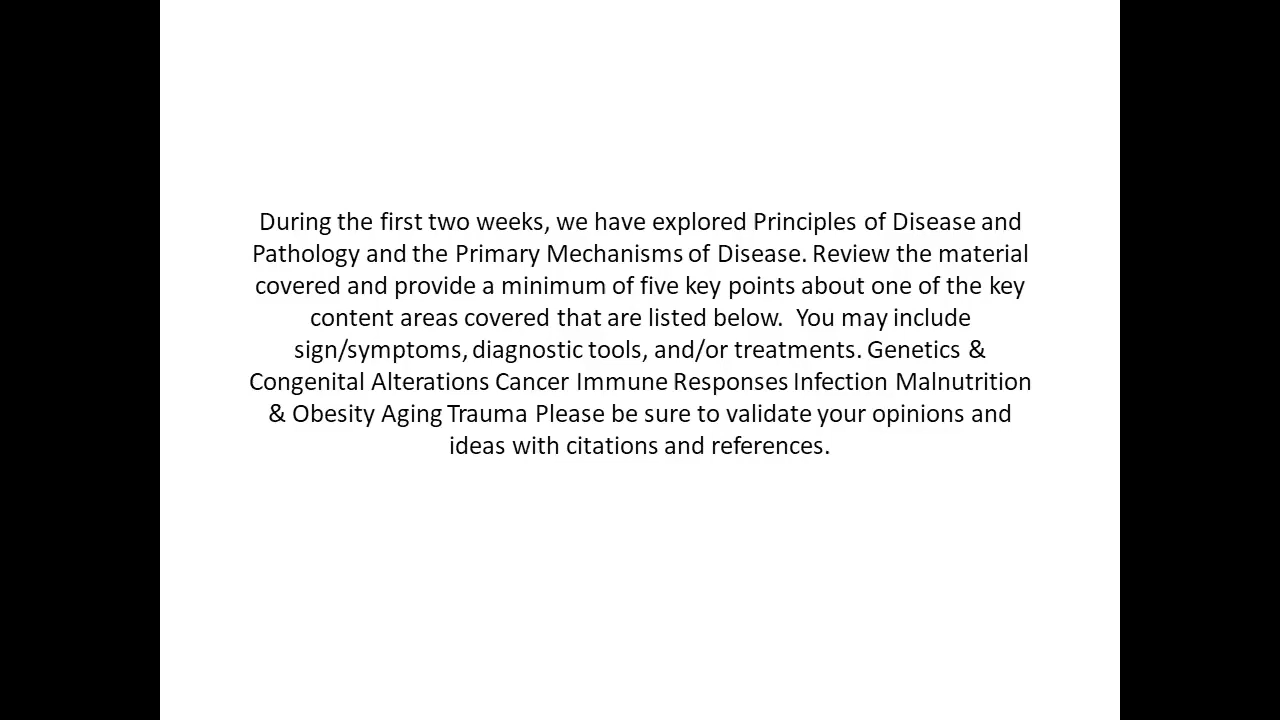 During the first two weeks, we have explored Principles of Disease and
Pathology and the Primary Mechanisms of Disease. Review the material
covered and provide a minimum of five key points about one of the key
content areas covered that are listed below.  You may include
sign/symptoms, diagnostic tools, and/or treatments. Genetics &
Congenital Alterations Cancer Immune Responses Infection Malnutrition
& Obesity Aging Trauma Please be sure to validate your opinions and
ideas with citations and references.